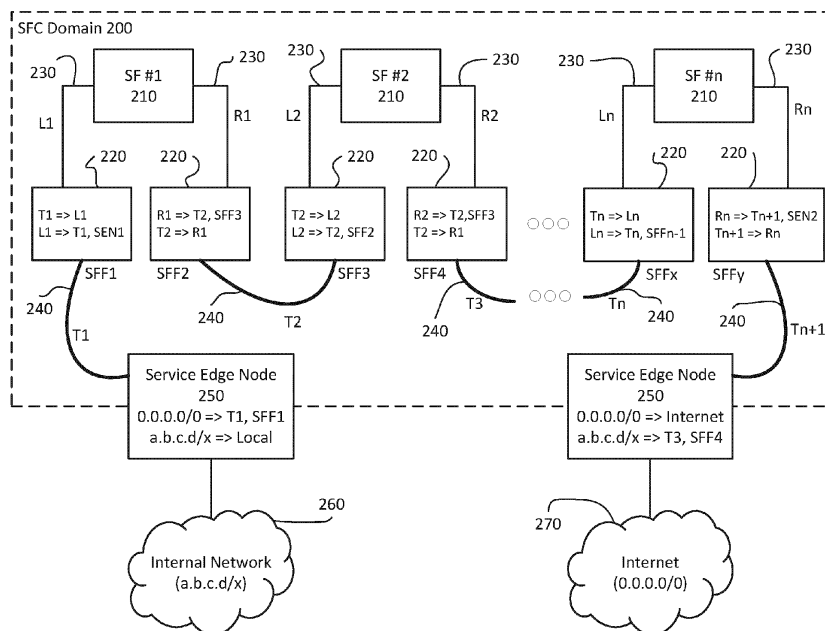 SFC Domain 200
230
230
230
230
230
230
SF #1
210
SF #2
210
SF #n
210
L1
R1
L2
R2
Ln
Rn
220
220
220
220
220
220
T1 => L1
L1 => T1, SEN1
R1 => T2, SFF3
T2 => R1
T2 => L2
L2 => T2, SFF2
R2 => T2,SFF3
T2 => R1
Tn => Ln
Ln => Tn, SFFn-1
Rn => Tn+1, SEN2
Tn+1 => Rn
SFF1
SFF2
SFF3
SFF4
SFFx
SFFy
240
240
240
240
240
T1
T2
T3
Tn
Tn+1
Service Edge Node
250
0.0.0.0/0 => T1, SFF1
a.b.c.d/x => Local
Service Edge Node
250
0.0.0.0/0 => Internet
a.b.c.d/x => T3, SFF4
260
270
Internal Network
(a.b.c.d/x)
Internet
(0.0.0.0/0)